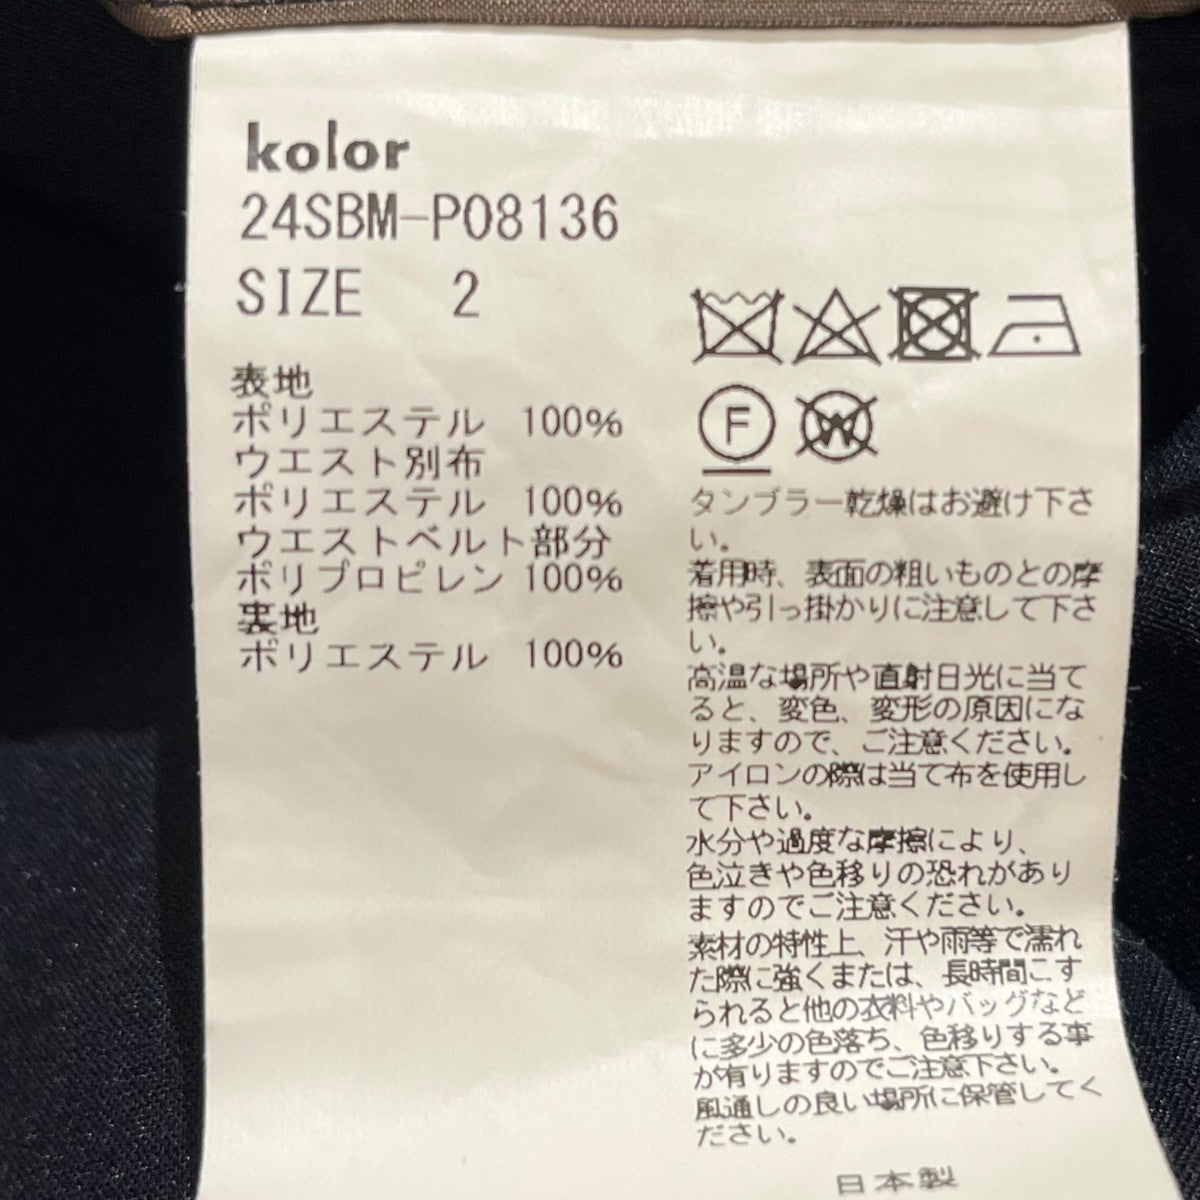 kolor
24SBM-P08136
SIZE 2
表地
ポリエステル 100%
ウエスト別布
ポリエステル 100%
ウエストベルト部分
ポリプロピレン 100%
裏地
ポリエステル 100%
F
W
タンブラー乾燥はお避け下さ
い。
着用時、表面の粗いものとの摩
擦や引っ掛かりに注意して下さ
い。
高温な場所や直射日光に当て
ると、変色、変形の原因にな
りますので、ご注意ください。
アイロンの際は当て布を使用し
て下さい。
水分や過度な摩擦により、
色泣きや色移りの恐れがあり
ますのでご注意ください。
素材の特性上、汗や雨等で濡れ
た際に強くまたは、長時間こす
られると他の衣料やバッグなど
に多少の色落ち、色移りする事
が有りますのでご注意下さい。
風通しの良い場所に保管してく
ださい。
日本製